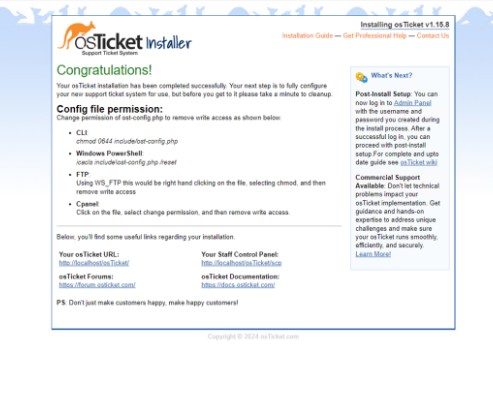 Installing osTicket v1.15.8
osTicket Installer
Support Ticket System
Installation Guide — Get Professional Help — Contact Us
Congratulations!
Your osTicket installation has been completed successfully. Your next step is to fully configure
your new support ticket system for use, but before you get to it please take a minute to cleanup.
Config file permission:
Change permission of ost-config.php to remove write access as shown below.
• CLI
chmod 0644 include/ost-config.php
• Windows PowerShell:
icacls include\ost-config.php /reset
• FTP:
Using WS_FTP this would be right hand clicking on the file, selecting chmod, and then
remove write access
• Cpanel:
Click on the file, select change permission, and then remove write access.
Below, you'll find some useful links regarding your installation.
Your osTicket URL:
http://localhost/osTicket/
Your Staff Control Panel:
http://localhost/osTicket/scp
osTicket Forums:
https://forum.osticket.com/
osTicket Documentation:
https://docs.osticket.com/
PS: Don't just make customers happy, make happy customers!
What's Next?
Post-Install Setup: You can
now log in to Admin Panel
with the username and
password you created during
the install process. After a
successful log in, you can
proceed with post-install
setup.For complete and upto
date guide see osTicket wiki
Commercial Support
Available: Don't let technical
problems impact your
osTicket implementation. Get
guidance and hands-on
expertise to address unique
challenges and make sure
your osTicket runs smoothly,
efficiently, and securely.
Learn More!
Copyright © 2024 osTicket.com